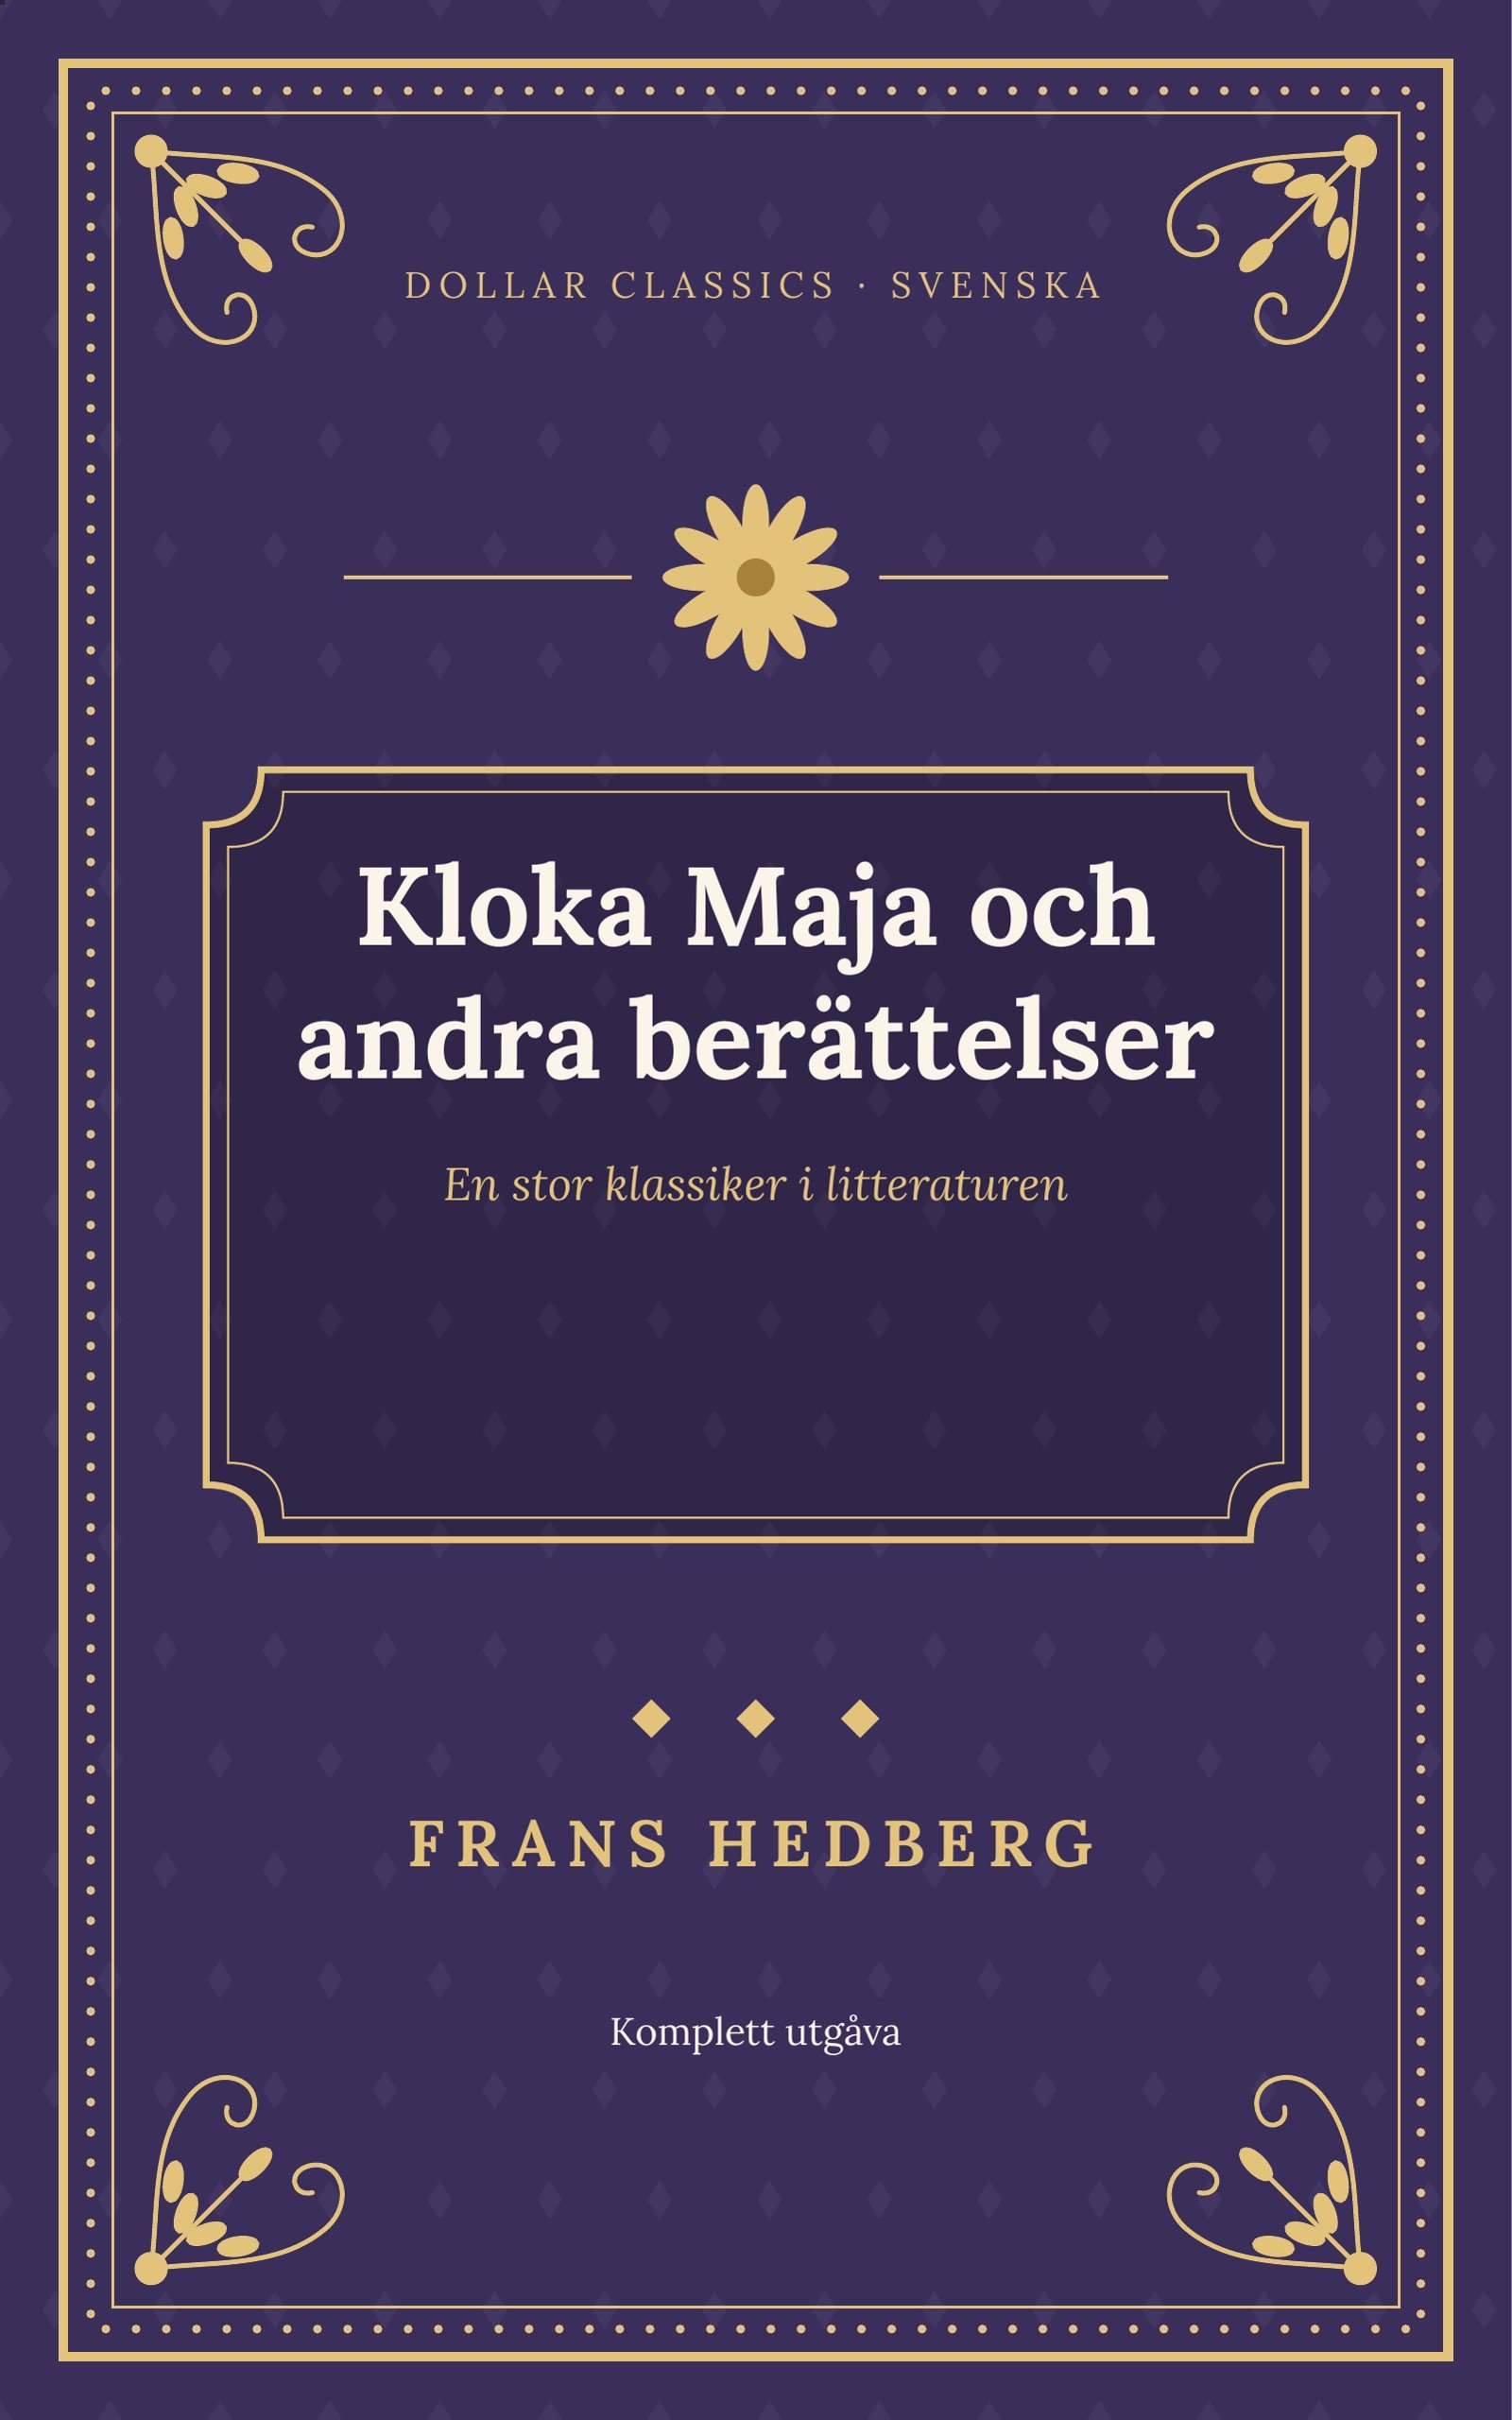 DOLLAR CLASSICS · SVENSKA
Kloka Maja och
andra berättelser
En stor klassiker i litteraturen
FRANS HEDBERG
Komplett utgåva